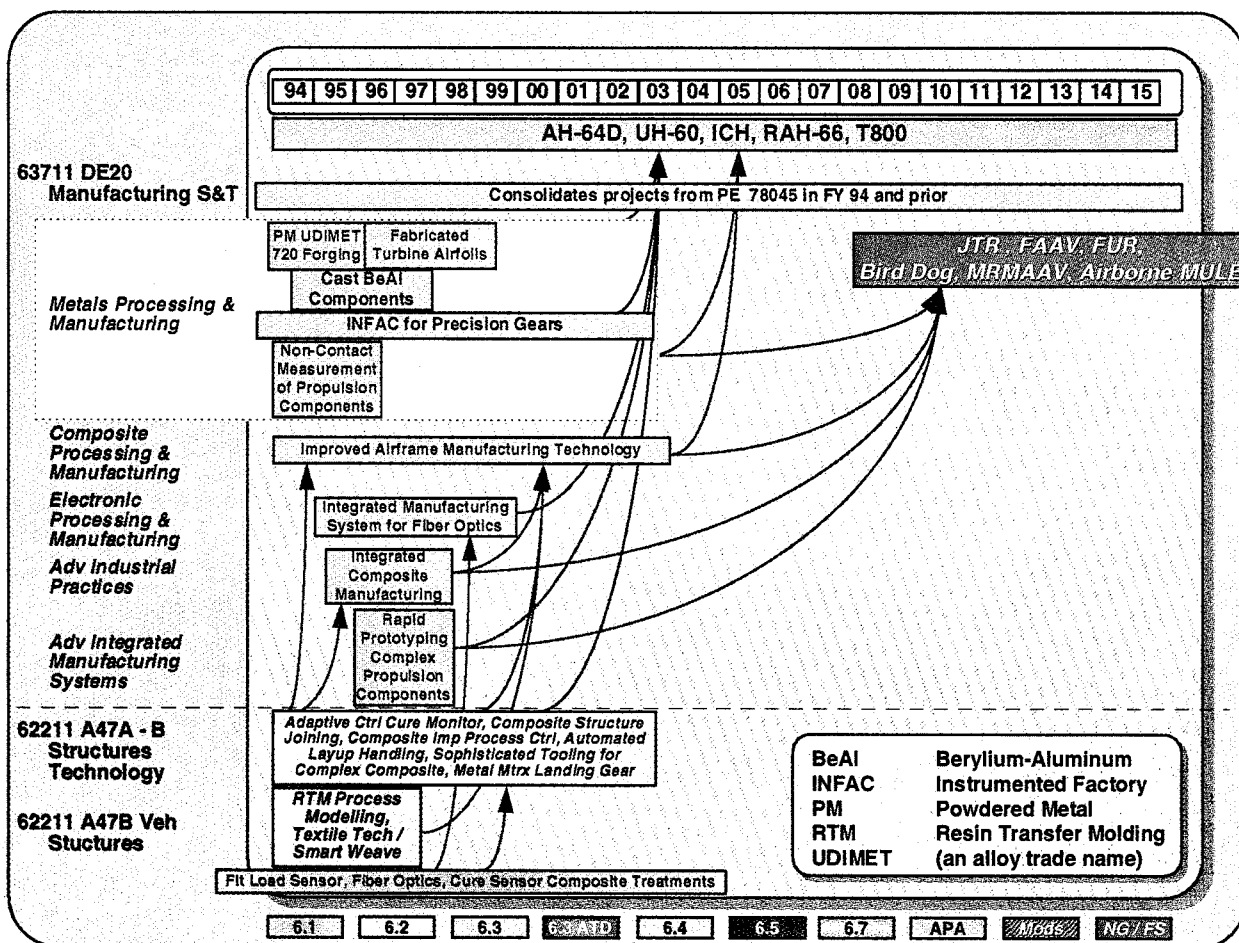 94 95 96 97 98 99 00 01 02 03 04 05 06 07 08 09 10 11 12 13 14 15
AH-64D, UH-60, ICH, RAH-66, T800
63711 DE20
Manufacturing S&T
Consolidates projects from PE 78045 in FY 94 and prior
Metals Processing &
Manufacturing
PM UDIMET
720 Forging
Fabricated
Turbine Airfoils
Cast BeAl
Components
INFAC for Precision Gears
Non-Contact
Measurement
of Propulsion
Components
JTR, FAAV, FUR,
Bird Dog, MRMAAV, Airborne MULE
Composite
Processing &
Manufacturing
Improved Airframe Manufacturing Technology
Electronic
Processing &
Manufacturing
Integrated Manufacturing
System for Fiber Optics
Adv Industrial
Practices
Integrated
Composite
Manufacturing
Adv Integrated
Manufacturing
Systems
Rapid
Prototyping
Complex
Propulsion
Components
62211 A47A - B
Structures
Technology
Adaptive Ctrl Cure Monitor, Composite Structure
Joining, Composite Imp Process Ctrl, Automated
Layup Handling, Sophisticated Tooling for
Complex Composite, Metal Mtrx Landing Gear
62211 A47B Veh
Stuctures
RTM Process
Modelling,
Textile Tech /
Smart Weave
Flt Load Sensor, Fiber Optics, Cure Sensor Composite Treatments
BeAl Berylium-Aluminum
INFAC Instrumented Factory
PM Powdered Metal
RTM Resin Transfer Molding
UDIMET (an alloy trade name)
6.1 6.2 6.3 6.3 ATD 6.4 6.5 6.7 APA Mods NG / FS